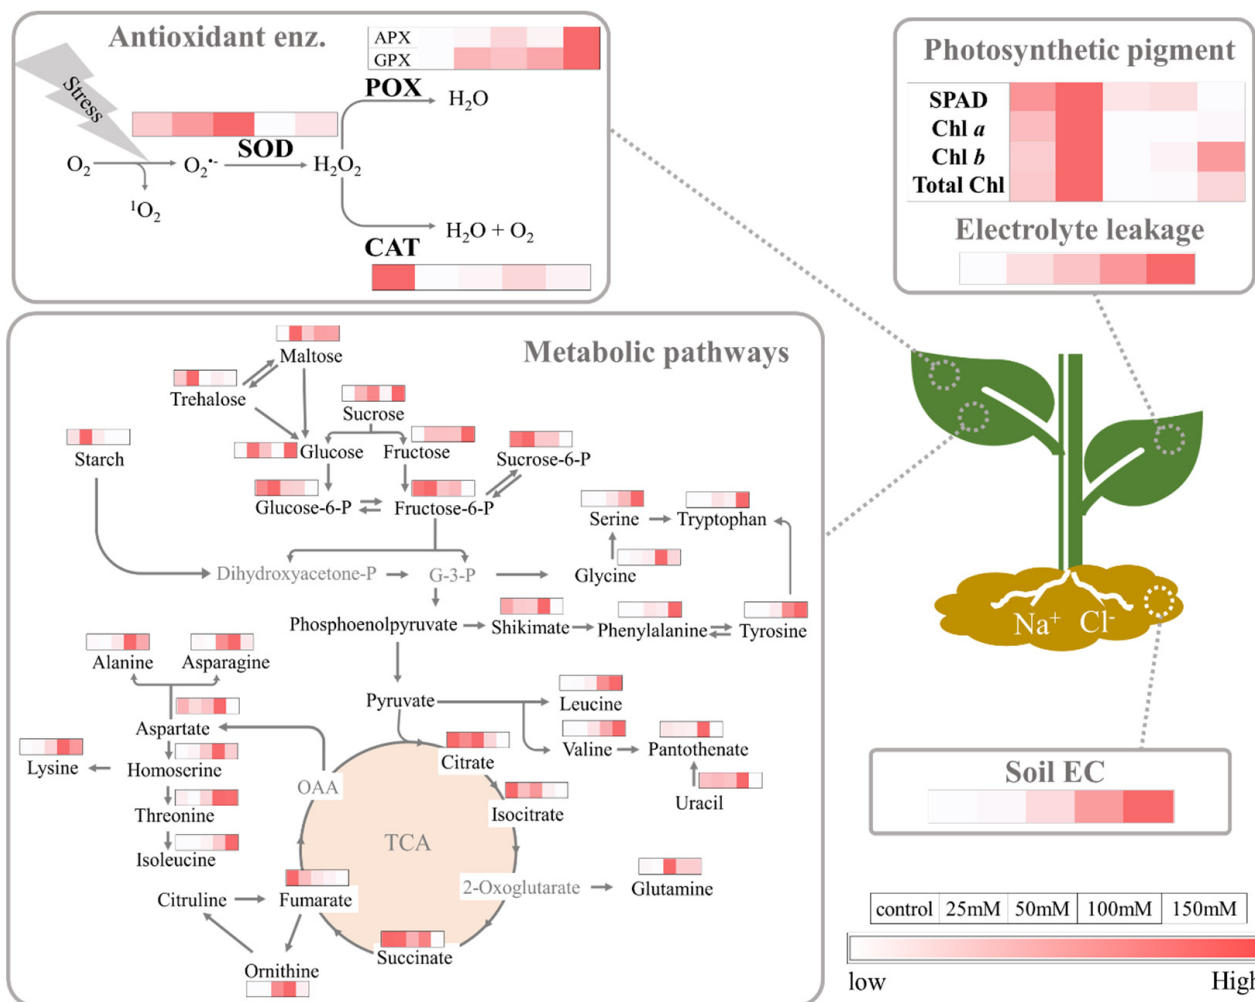 Antioxidant enz.
APX
GPX
POX
H₂O
Stress
SOD
O₂
O₂•-
H₂O₂
¹O₂
H₂O + O₂
CAT
Photosynthetic pigment
SPAD
Chl a
Chl b
Total Chl
Electrolyte leakage
Metabolic pathways
Maltose
Trehalose
Sucrose
Starch
Glucose
Fructose
Sucrose-6-P
Glucose-6-P
Fructose-6-P
Serine
Tryptophan
Dihydroxyacetone-P
G-3-P
Glycine
Phosphoenolpyruvate
Shikimate
Phenylalanine
Tyrosine
Alanine
Asparagine
Pyruvate
Leucine
Aspartate
Valine
Pantothenate
Lysine
Homoserine
OAA
Citrate
Uracil
Threonine
Isocitrate
Isoleucine
TCA
Citruline
Fumarate
2-Oxoglutarate
Glutamine
Succinate
Ornithine
Na⁺
Cl⁻
Soil EC
control 25mM 50mM 100mM 150mM
low
High